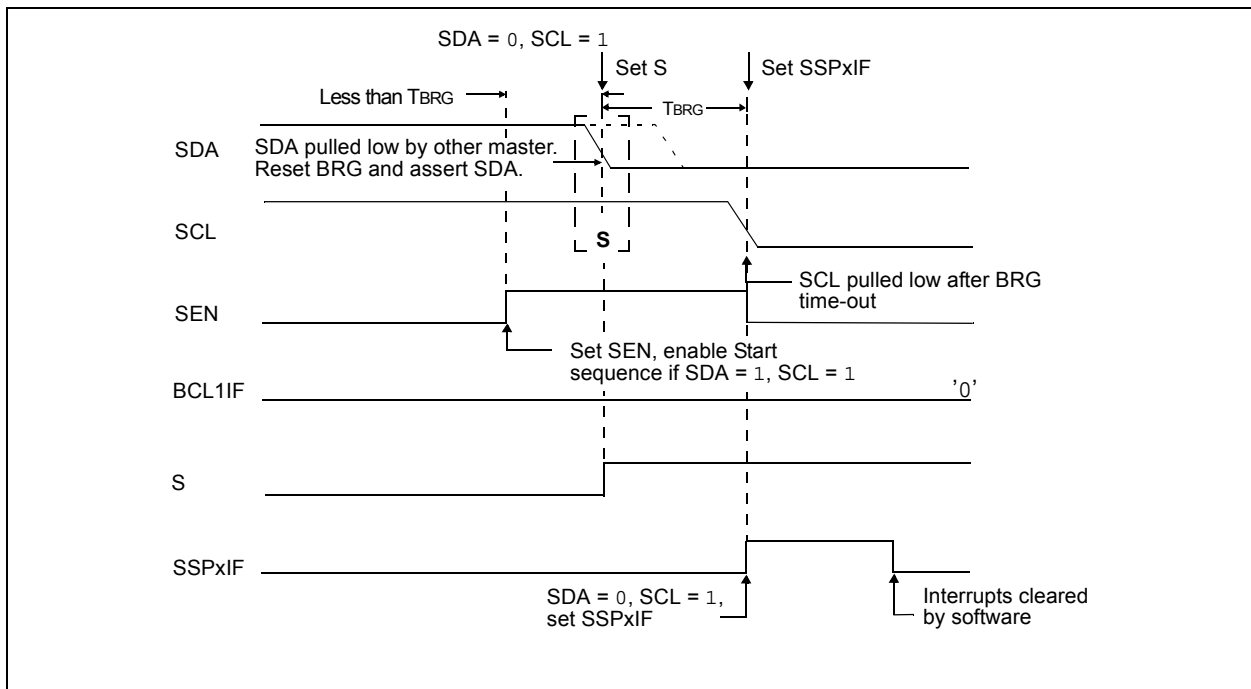 SDA = 0, SCL = 1
Set S
Set SSPxIF
Less than TBRG
TBRG
SDA
SDA pulled low by other master.
Reset BRG and assert SDA.
SCL
S
SCL pulled low after BRG
time-out
SEN
Set SEN, enable Start
sequence if SDA = 1, SCL = 1
BCL1IF
'0'
S
SSPxIF
SDA = 0, SCL = 1,
set SSPxIF
Interrupts cleared
by software